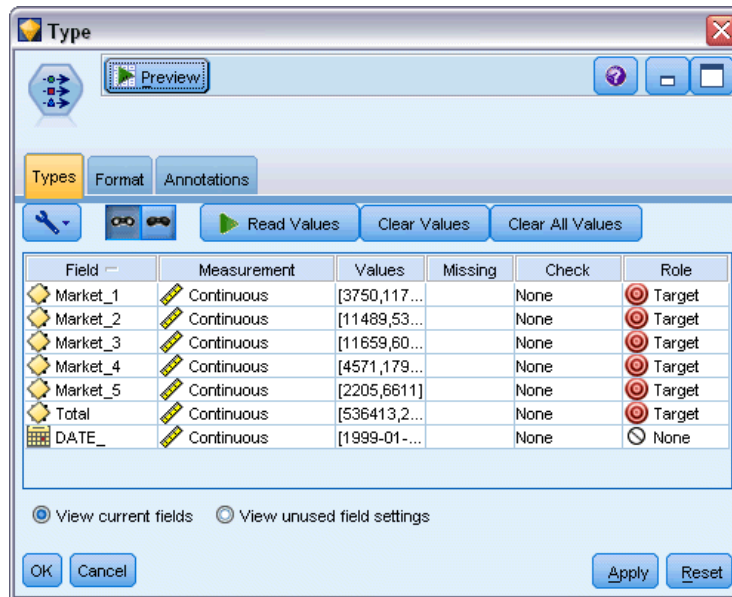 Type
Preview
Types Format Annotations
Read Values Clear Values Clear All Values
Field Measurement Values Missing Check Role
Market_1 Continuous [3750,117... None Target
Market_2 Continuous [11489,53... None Target
Market_3 Continuous [11659,60... None Target
Market_4 Continuous [4571,179... None Target
Market_5 Continuous [2205,6611] None Target
Total Continuous [536413,2... None Target
DATE_ Continuous [1999-01-... None None
View current fields View unused field settings
OK Cancel Apply Reset